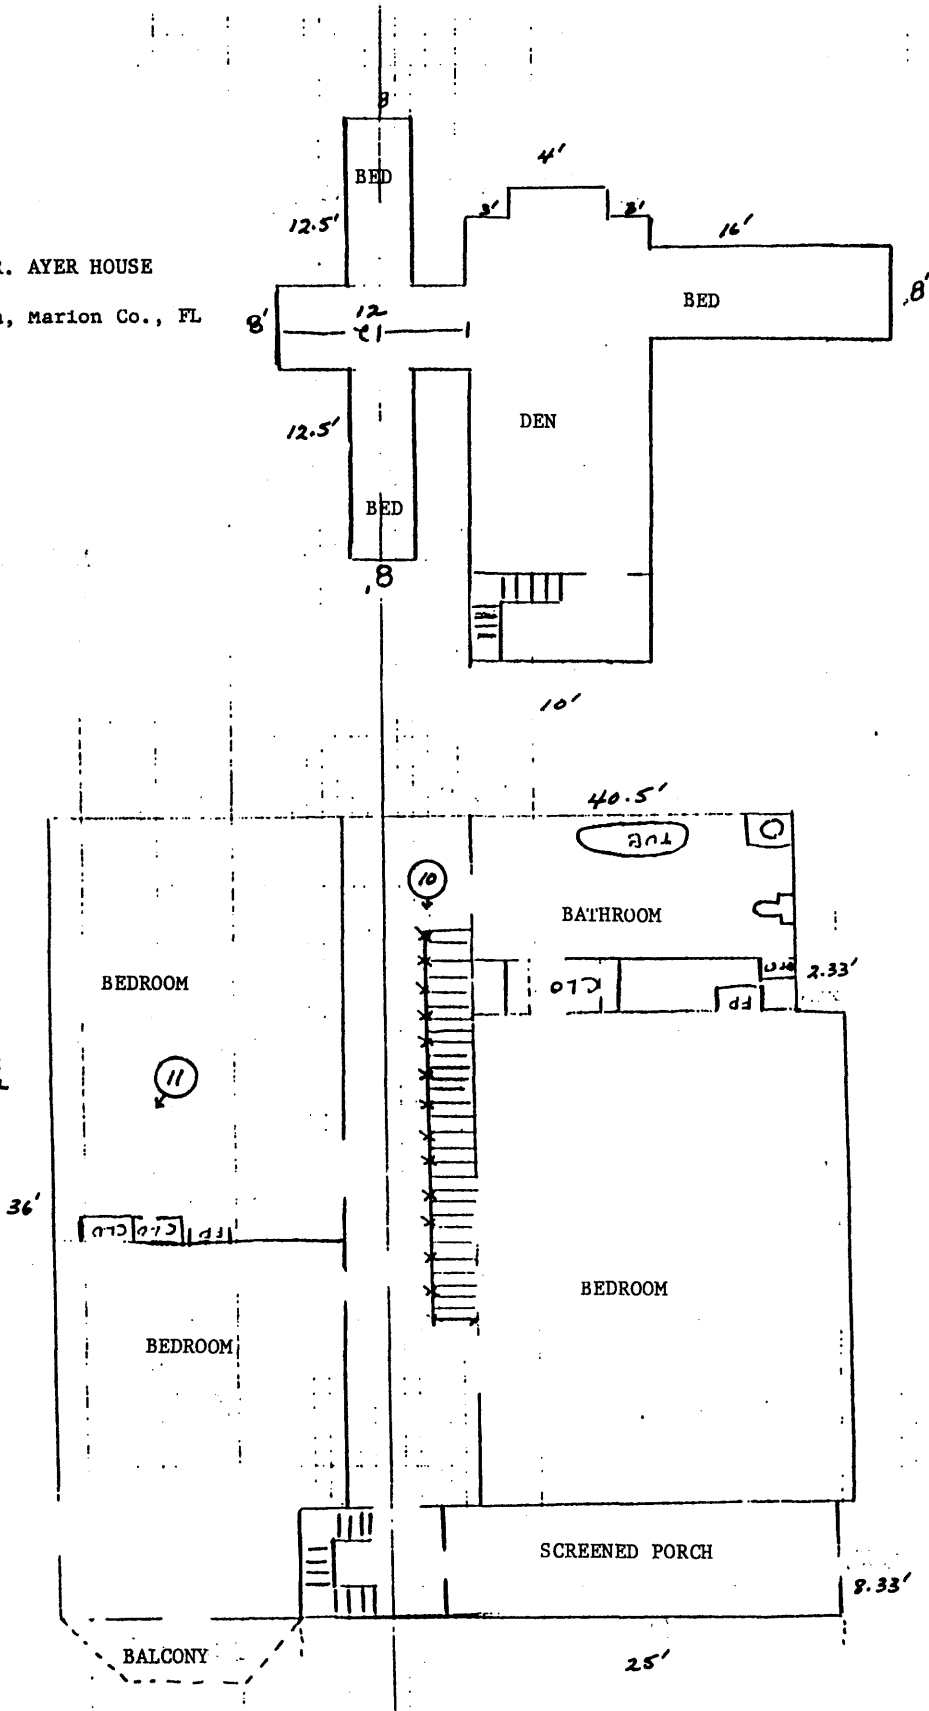 8
4'
BED
3'
3'
12.5'
16'
R. AYER HOUSE
BED
8'
, Marion Co., FL
8'
12
DEN
12.5'
BED
8
10'
40.5'
TUB
10
BATHROOM
BEDROOM
CLO
2.33'
FP
11
36'
CLO
CLO
FP
BEDROOM
BEDROOM
SCREENED PORCH
8.33'
BALCONY
25'